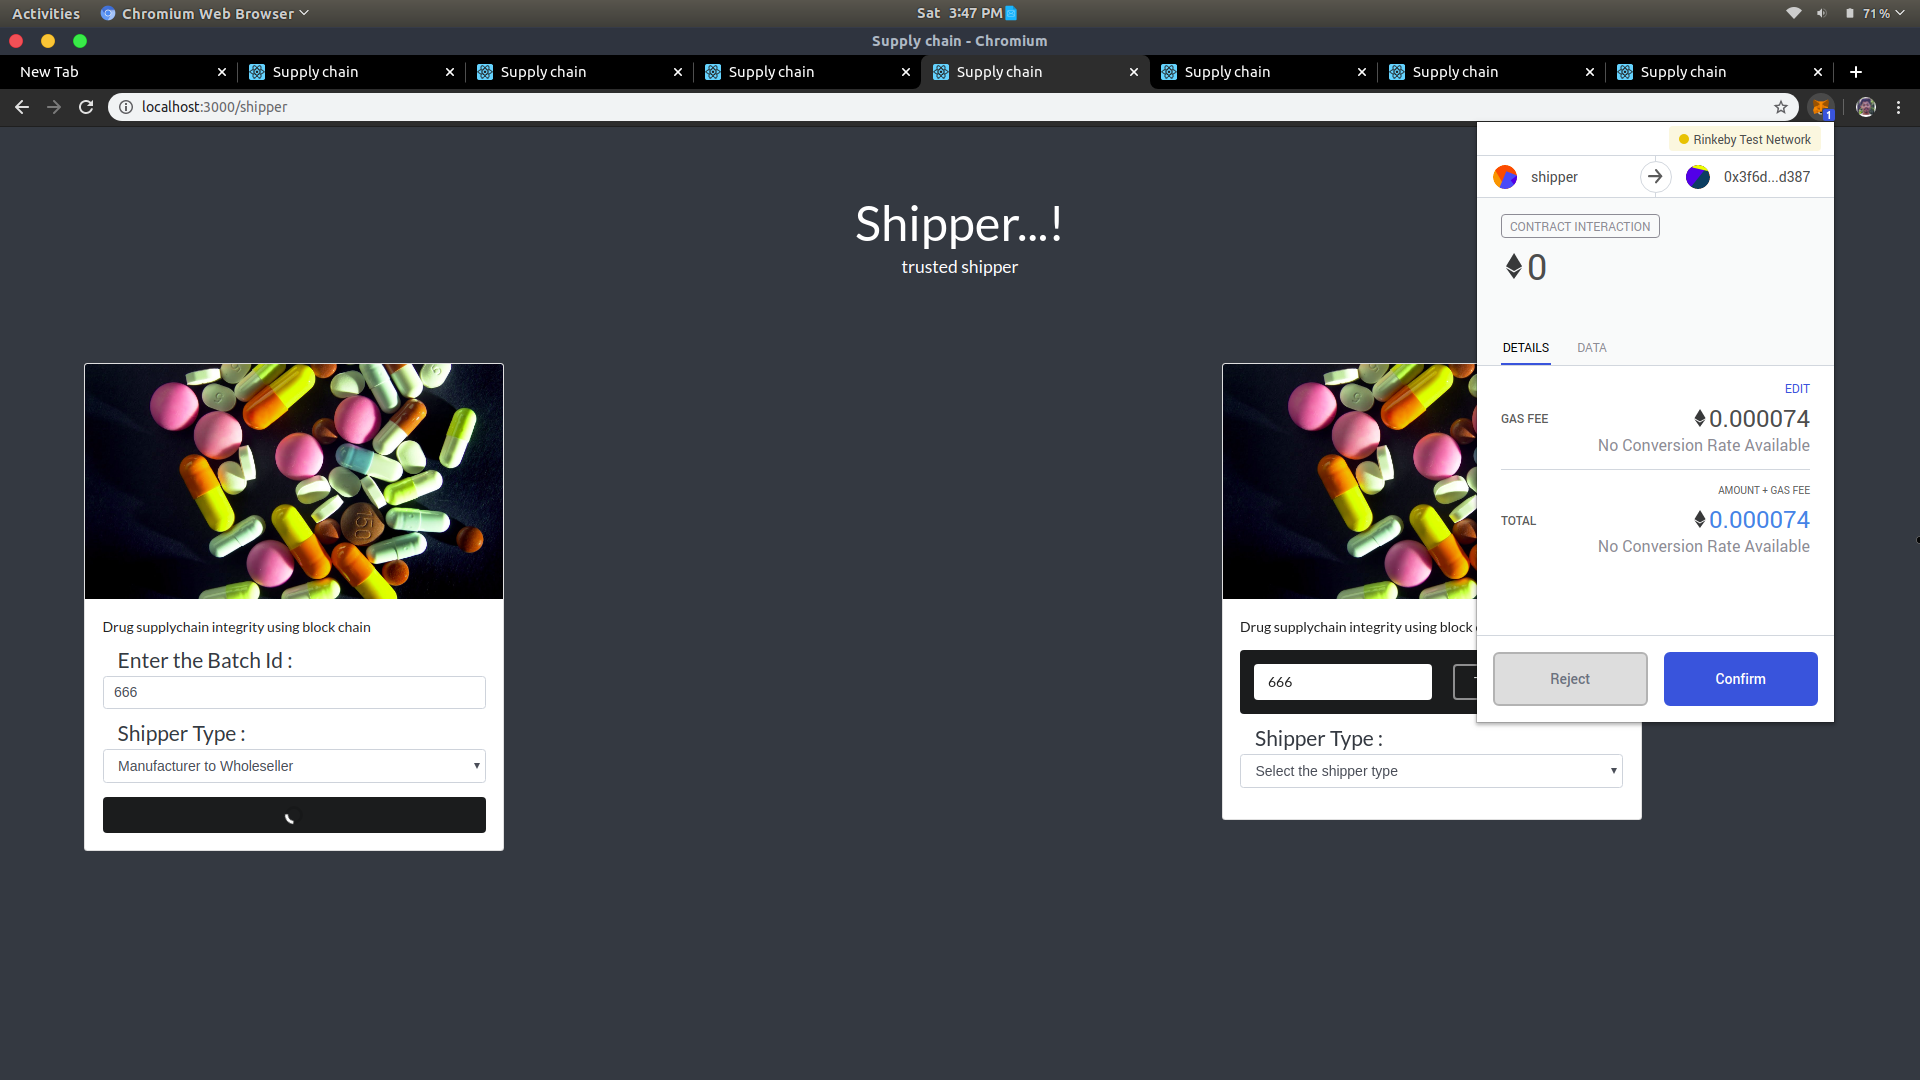 Activities
Chromium Web Browser
Sat 3:47 PM
71 %
Supply chain - Chromium
New Tab
Supply chain
Supply chain
Supply chain
Supply chain
Supply chain
Supply chain
Supply chain
localhost:3000/shipper
1
Rinkeby Test Network
shipper
0x3f6d...d387
CONTRACT INTERACTION
0
DETAILS
DATA
EDIT
GAS FEE
0.000074
No Conversion Rate Available
AMOUNT + GAS FEE
TOTAL
0.000074
No Conversion Rate Available
Reject
Confirm
Shipper...!
trusted shipper
150
Drug supplychain integrity using block chain
Enter the Batch Id :
666
Shipper Type :
Manufacturer to Wholeseller
Drug supplychain integrity using block
666
Shipper Type :
Select the shipper type